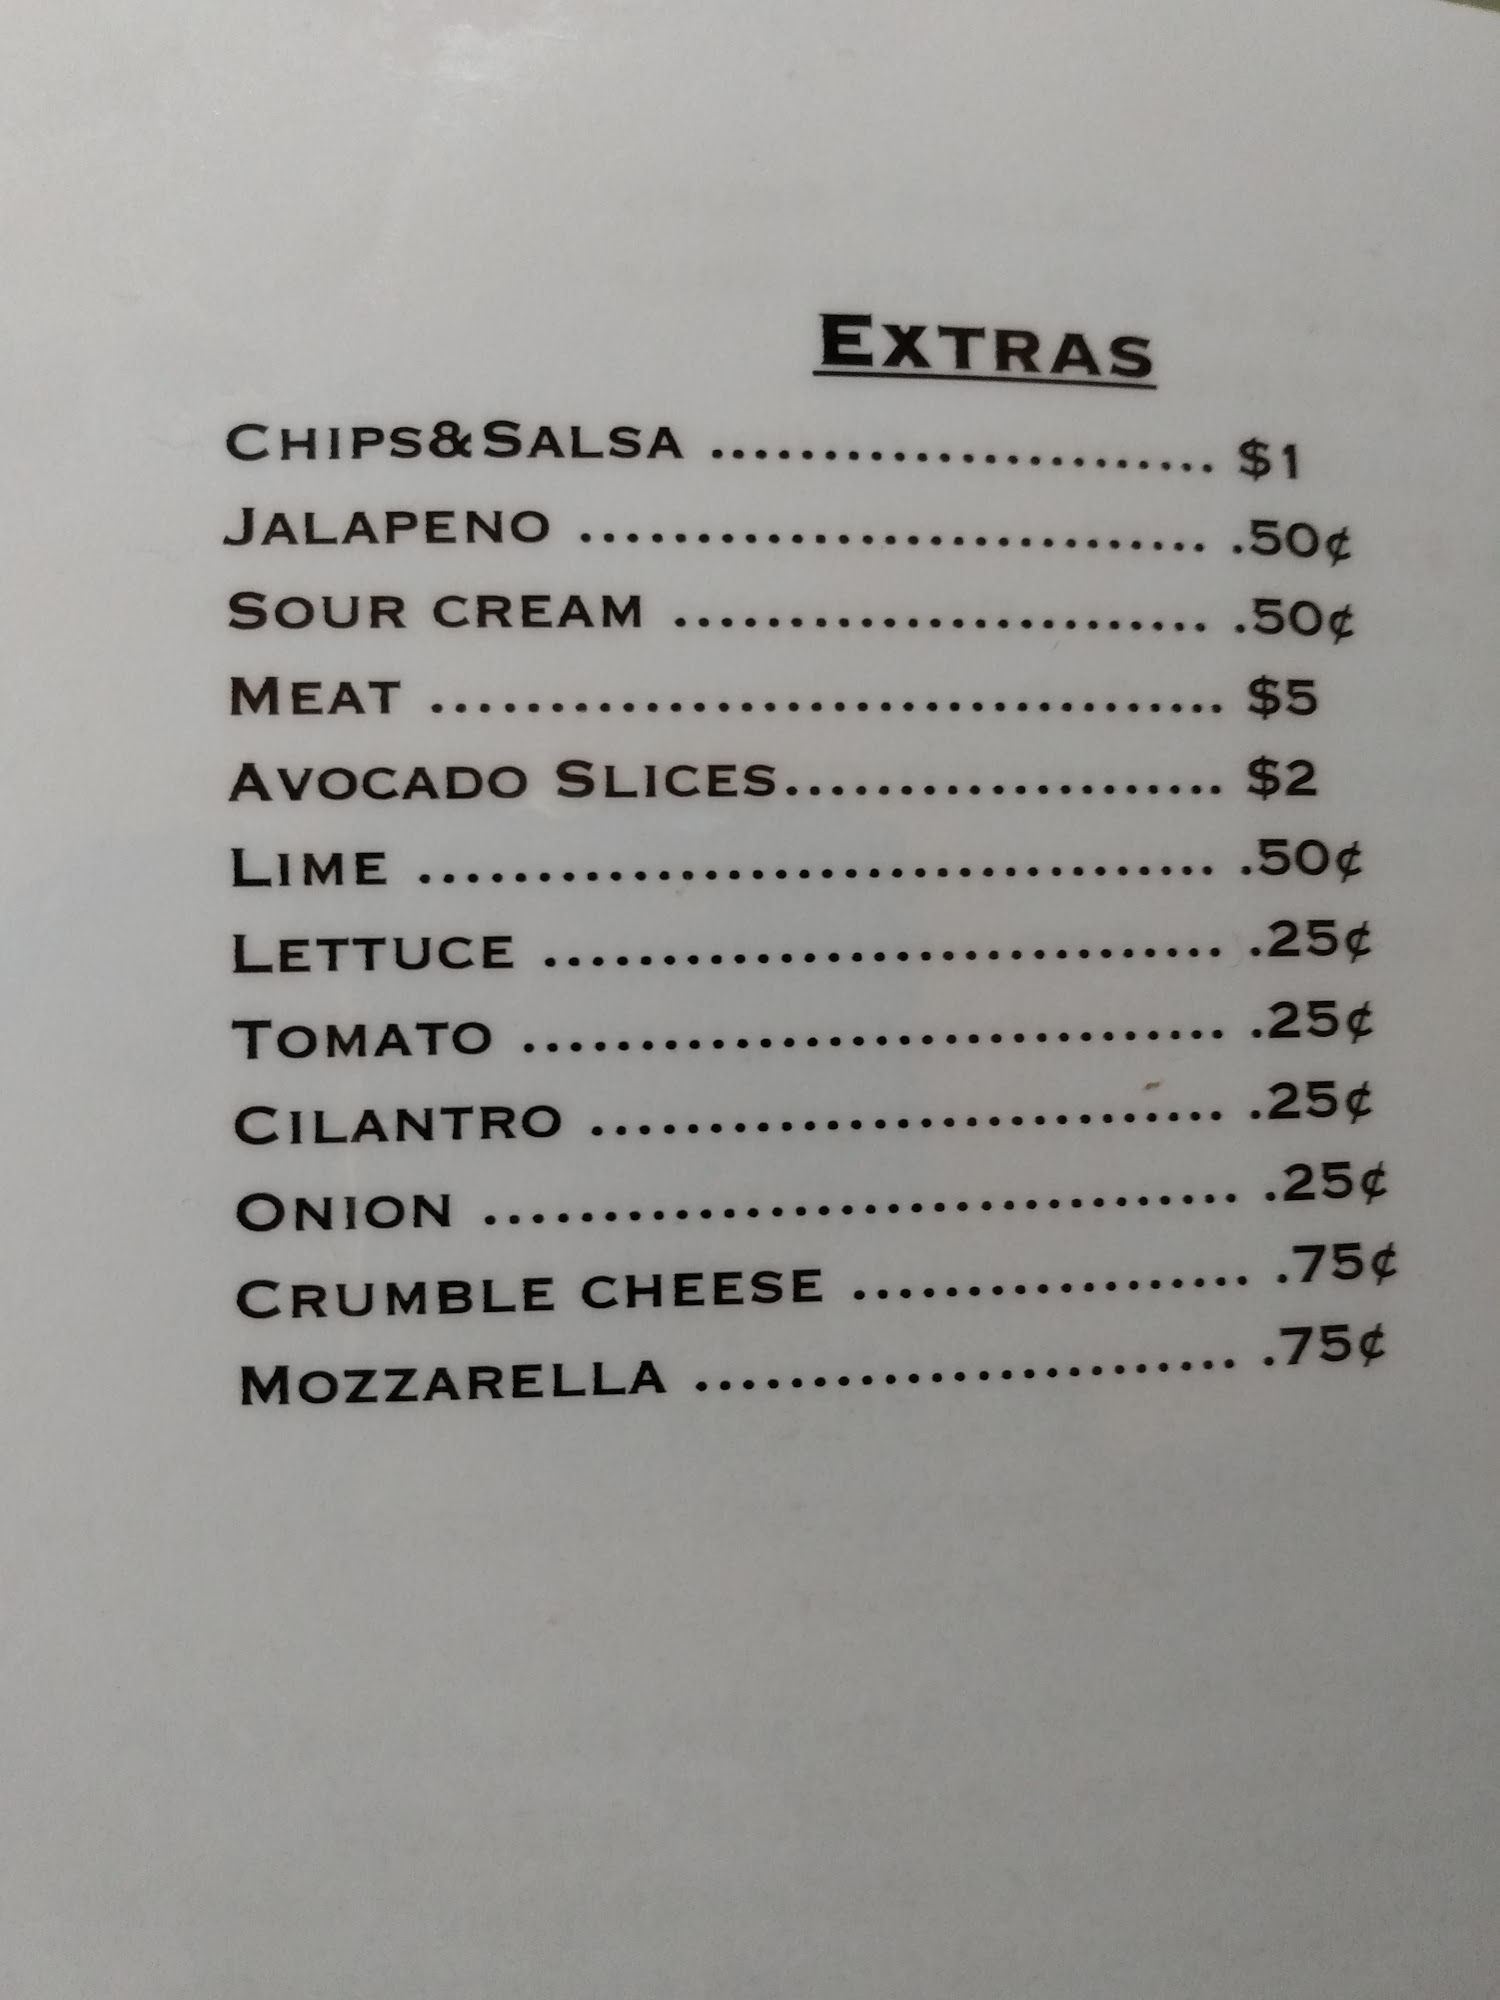 EXTRAS
CHIPS&SALSA ...................... $1
JALAPENO ........................... .50¢
SOUR CREAM ....................... .50¢
MEAT .................................. $5
AVOCADO SLICES................... $2
LIME .................................. .50¢
LETTUCE ............................. .25¢
TOMATO .............................. .25¢
CILANTRO ........................... .25¢
ONION ................................ .25¢
CRUMBLE CHEESE ................. .75¢
MOZZARELLA ....................... .75¢